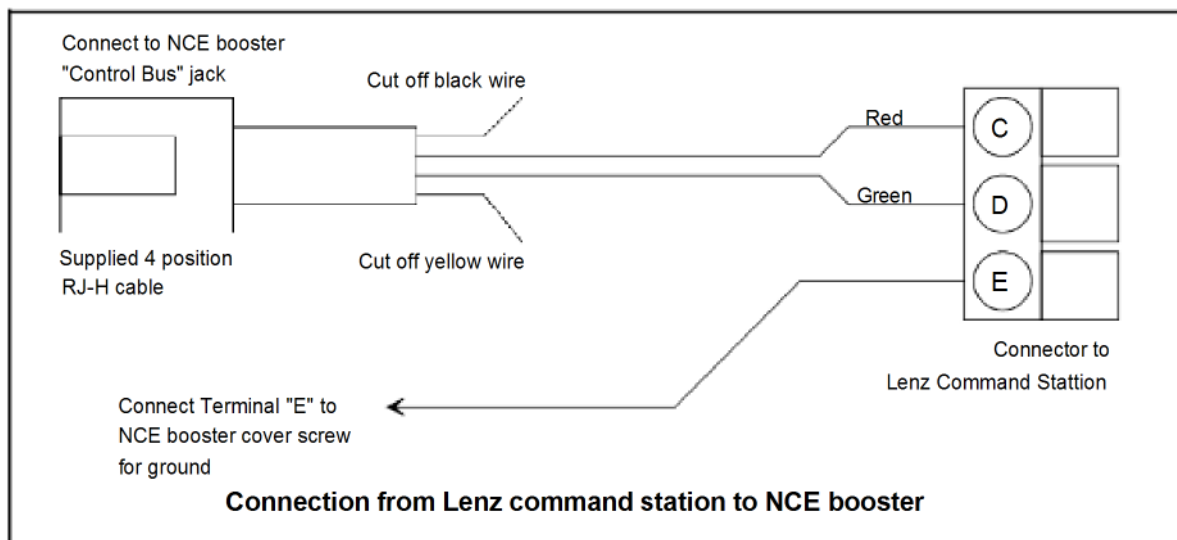 Connect to NCE booster
"Control Bus" jack
Cut off black wire
Red
C
Green
D
Supplied 4 position
RJ-H cable
Cut off yellow wire
E
Connector to
Lenz Command Stattion
Connect Terminal "E" to
NCE booster cover screw
for ground
Connection from Lenz command station to NCE booster